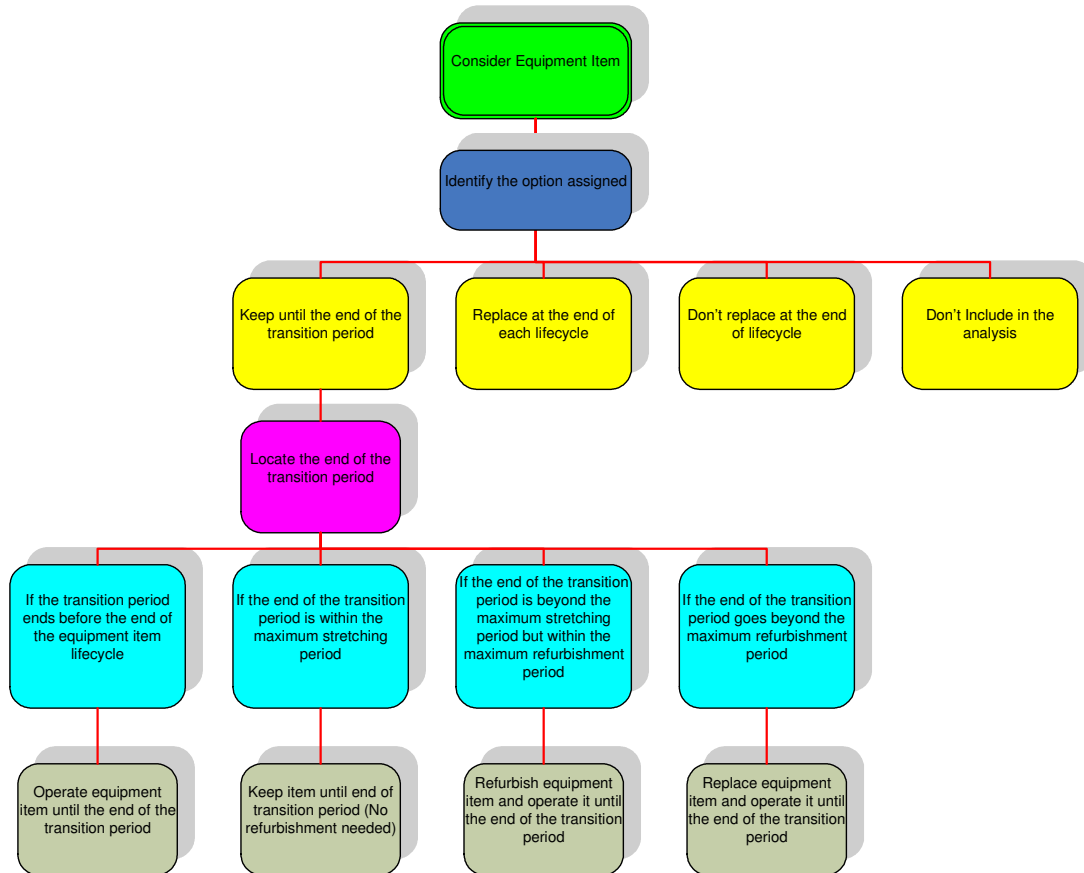 Consider Equipment Item
Identify the option assigned
Keep until the end of the
transition period
Replace at the end of
each lifecycle
Don't replace at the end
of lifecycle
Don't Include in the
analysis
Locate the end of the
transition period
If the transition period
ends before the end of
the equipment item
lifecycle
If the end of the transition
period is within the
maximum stretching
period
If the end of the transition
period is beyond the
maximum stretching
period but within the
maximum refurbishment
period
If the end of the transition
period goes beyond the
maximum refurbishment
period
Operate equipment
item until the end of the
transition period
Keep item until end of
transition period (No
refurbishment needed)
Refurbish equipment
item and operate it until
the end of the transition
period
Replace equipment
item and operate it until
the end of the transition
period